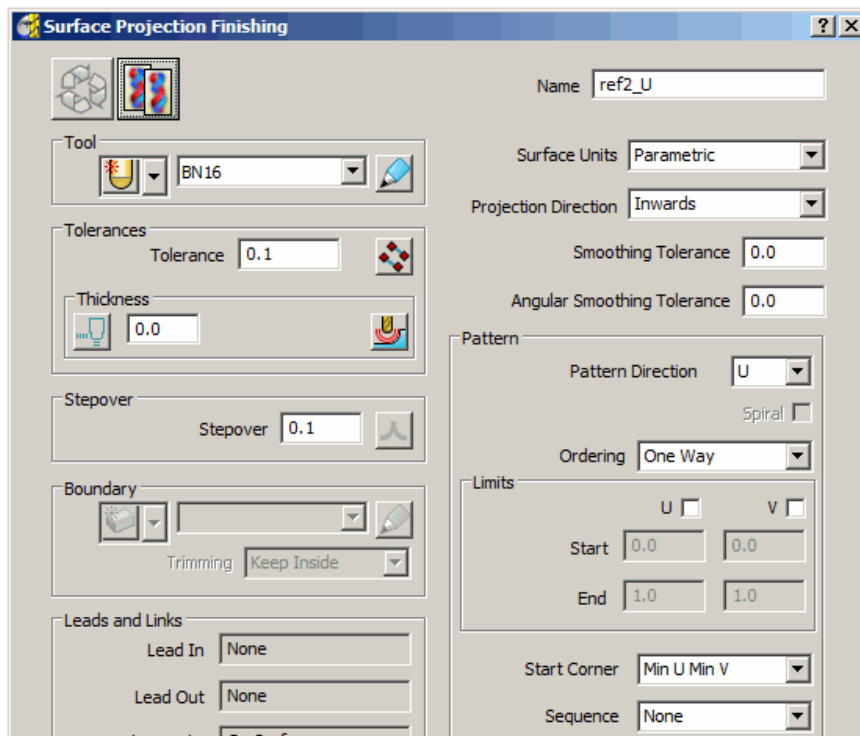 Surface Projection Finishing
Name ref2_U
Tool
BN16
Surface Units Parametric
Projection Direction Inwards
Tolerances
Tolerance 0.1
Smoothing Tolerance 0.0
Thickness
0.0
Angular Smoothing Tolerance 0.0
Pattern
Pattern Direction U
Spiral
Stepover
Stepover 0.1
Ordering One Way
Limits
U V
Start 0.0 0.0
End 1.0 1.0
Boundary
Trimming Keep Inside
Leads and Links
Lead In None
Lead Out None
Start Corner Min U Min V
Sequence None